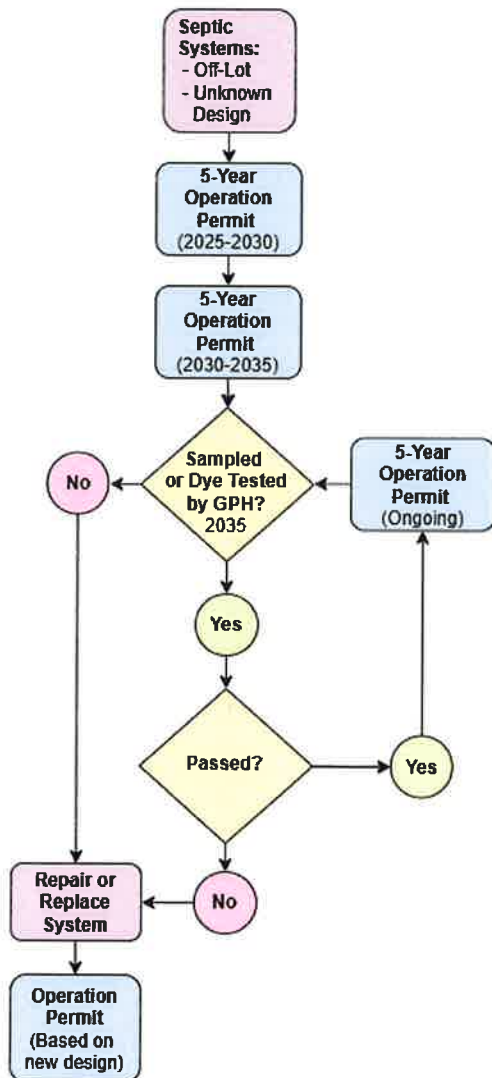 Septic
Systems:
- Off-Lot
- Unknown
Design
5-Year
Operation
Permit
(2025-2030)
5-Year
Operation
Permit
(2030-2035)
Sampled
or Dye Tested
by GPH?
2035
No
5-Year
Operation
Permit
(Ongoing)
Yes
Passed?
Yes
No
Repair or
Replace
System
Operation
Permit
(Based on
new design)